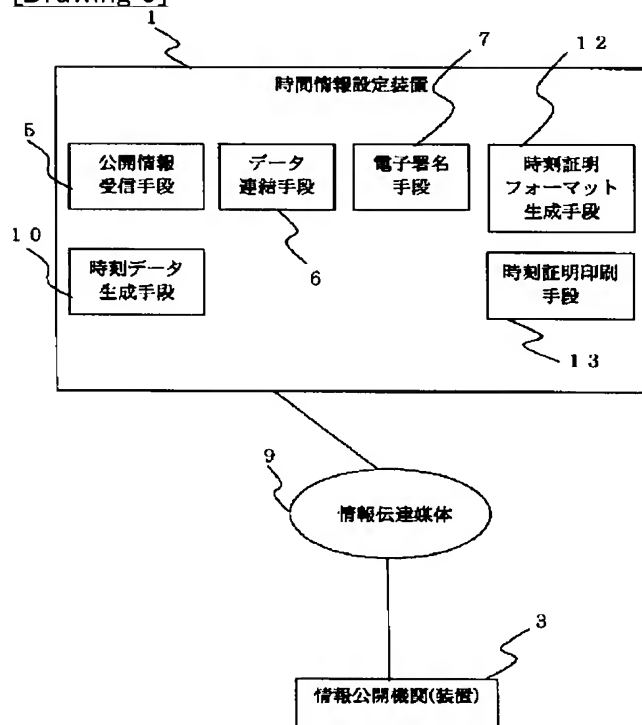 1
7
12
時間情報設定装置
5
公開情報
受信手段
データ
連結手段
電子署名
手段
時刻証明
フォーマット
生成手段
10
6
時刻データ
生成手段
時刻証明印刷
手段
13
9
情報伝達媒体
3
情報公開機関(装置)